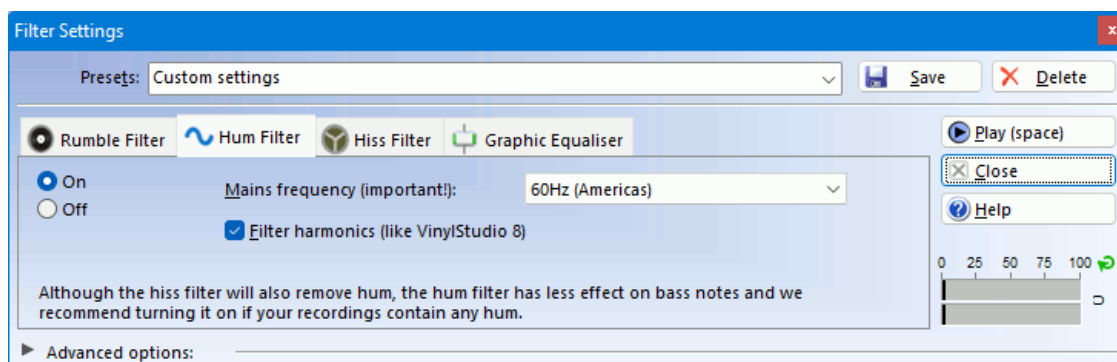 Filter Settings
x
Presets: Custom settings
Save
Delete
Rumble Filter
Hum Filter
Hiss Filter
Graphic Equaliser
Play (space)
On
Off
Mains frequency (important!): 60Hz (Americas)
Filter harmonics (like VinylStudio 8)
Close
Help
0 25 50 75 100
Although the hiss filter will also remove hum, the hum filter has less effect on bass notes and we
recommend turning it on if your recordings contain any hum.
Advanced options: